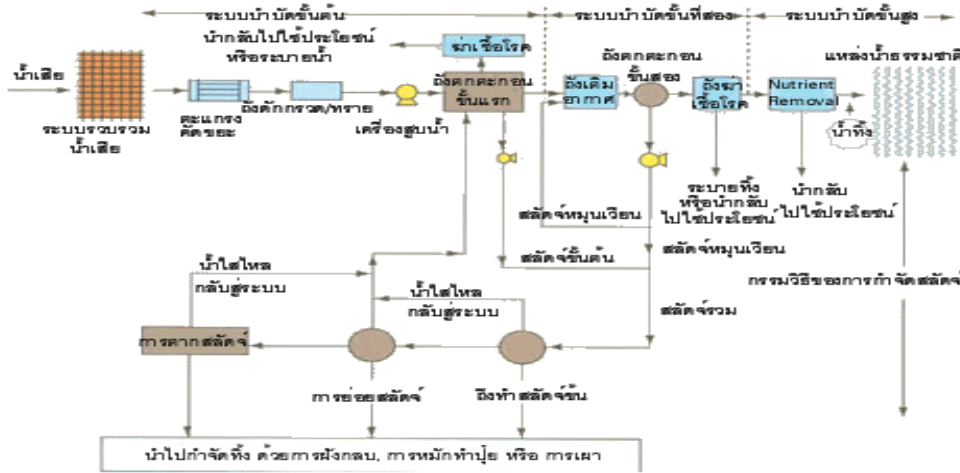 ระบบบำบัดขั้นต้น
ระบบบำบัดขั้นที่สอง
ระบบบำบัดขั้นสูง
นำกลับไปใช้ประโยชน์
หรือระบายน้ำ
ฆ่าเชื้อโรค
ถังตกตะกอน
ขั้นสอง
แหล่งน้ำธรรมชาติ
น้ำเสีย
ระบบรวบรวม
น้ำเสีย
ตะแกรง
ดักขยะ
ถังดักกรวด/ทราย
เครื่องสูบน้ำ
ถังตกตะกอน
ขั้นแรก
ถังเติม
อากาศ
ถังฆ่า
เชื้อโรค
Nutrient
Removal
น้ำทิ้ง
ระบายทิ้ง
หรือนำกลับ
ไปใช้ประโยชน์
นำกลับ
ไปใช้ประโยชน์
สลัดจ์หมุนเวียน
สลัดจ์หมุนเวียน
สลัดจ์ขั้นต้น
น้ำใสไหล
กลับสู่ระบบ
น้ำใสไหล
กลับสู่ระบบ
สลัดจ์รวม
กรรมวิธีของการกำจัดสลัดจ์
การตากสลัดจ์
การย่อยสลัดจ์
ถึงทำสลัดจ์ข้น
นำไปกำจัดทิ้ง ด้วยการฝังกลบ, การหมักทำปุ๋ย หรือ การเผา